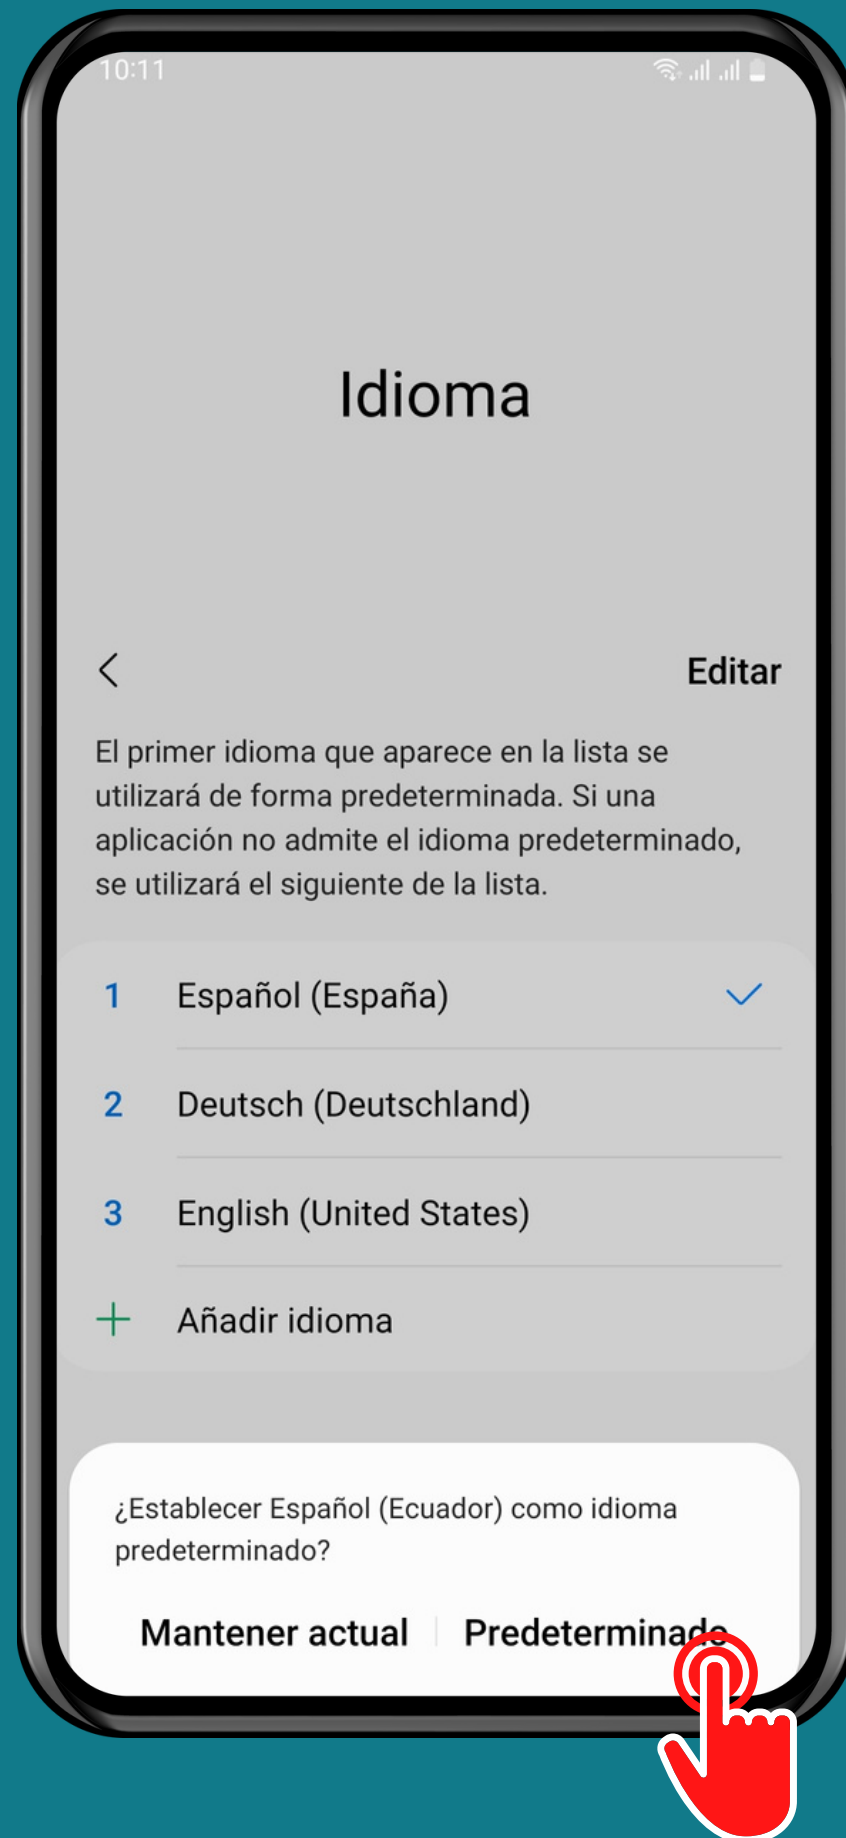 10:11
Idioma
Editar
El primer idioma que aparece en la lista se
utilizará de forma predeterminada. Si una
aplicación no admite el idioma predeterminado,
se utilizará el siguiente de la lista.
1 Español (España)
2 Deutsch (Deutschland)
3 English (United States)
+ Añadir idioma
¿Establecer Español (Ecuador) como idioma
predeterminado?
Mantener actual Predeterminado